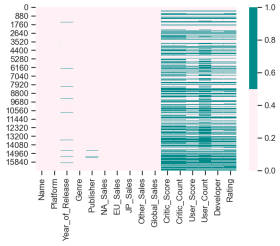 0
880
1760
2640
3520
4400
5280
6160
7040
7920
8800
9680
10560
11440
12320
13200
14080
14960
15840
1.0
0.8
0.6
0.4
0.2
0.0
Name
Platform
Year_of_Release
Genre
Publisher
NA_Sales
EU_Sales
JP_Sales
Other_Sales
Global_Sales
Critic_Score
Critic_Count
User_Score
User_Count
Developer
Rating